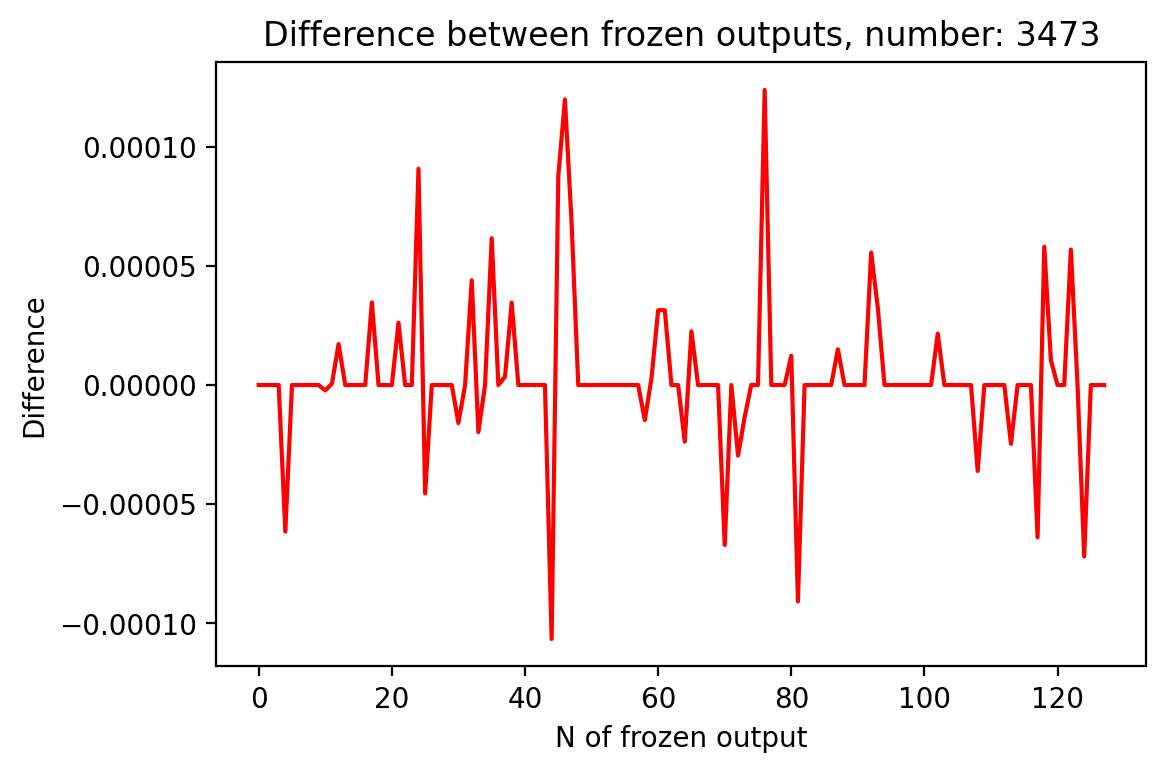 Difference between frozen outputs, number: 3473
0.00010
0.00005
0.00000
−0.00005
−0.00010
Difference
0 20 40 60 80 100 120
N of frozen output